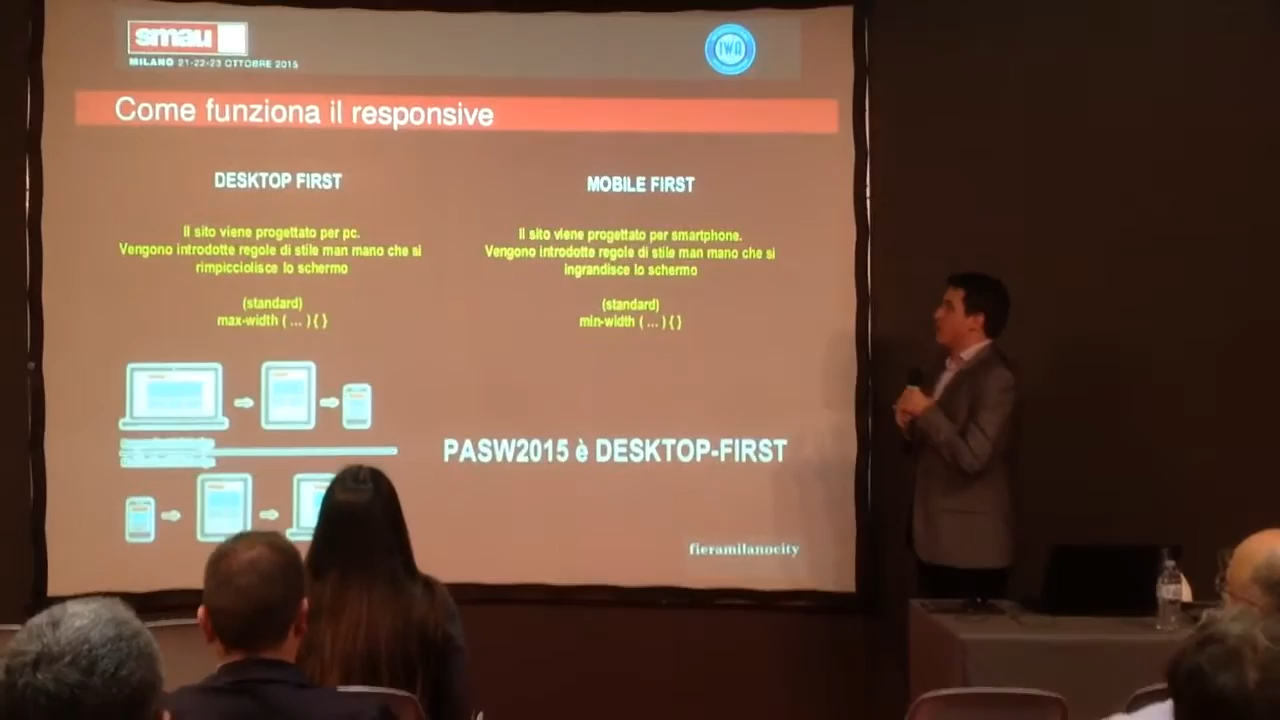 smau
MILANO 21-22-23 OTTOBRE 2015
IWA
Come funziona il responsive
DESKTOP FIRST
Il sito viene progettato per pc.
Vengono introdotte regole di stile man mano che si
rimpicciolisce lo schermo
(standard)
max-width ( ... ) { }
MOBILE FIRST
Il sito viene progettato per smartphone.
Vengono introdotte regole di stile man mano che si
ingrandisce lo schermo
(standard)
min-width ( ... ) { }
PASW2015 è DESKTOP-FIRST
fieramilanocity